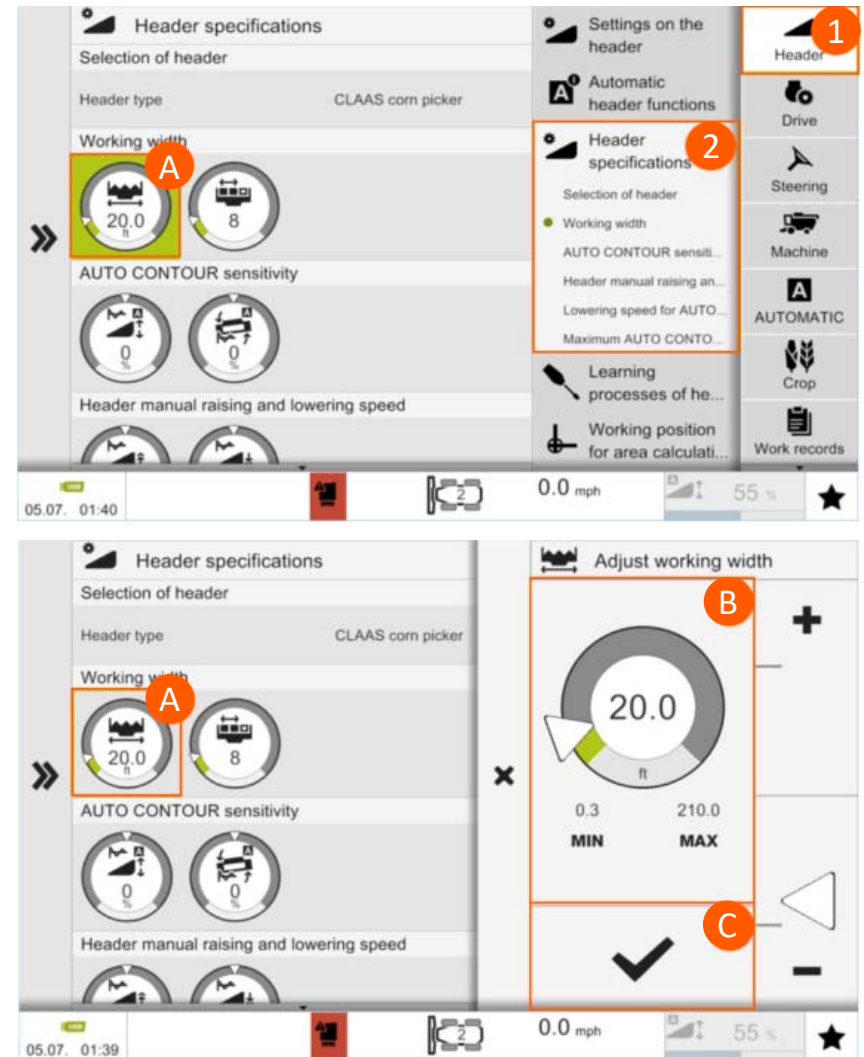 Header specifications
Selection of header
Header type CLAAS corn picker
Working width
A
20.0
ft
8
AUTO CONTOUR sensitivity
A
0
%
A
0
%
Header manual raising and lowering speed
Settings on the
header
Automatic
header functions
Header
specifications
2
Selection of header
Working width
AUTO CONTOUR sensiti...
Header manual raising an...
Lowering speed for AUTO...
Maximum AUTO CONTO...
Learning
processes of he...
Working position
for area calculati...
1
Header
Drive
Steering
Machine
A
AUTOMATIC
Crop
Work records
USB
05.07. 01:40
2
0.0 mph
A
55 %
Header specifications
Selection of header
Header type CLAAS corn picker
Working width
A
20.0
ft
8
AUTO CONTOUR sensitivity
A
0
%
A
0
%
Header manual raising and lowering speed
Adjust working width
B
20.0
ft
0.3 210.0
MIN MAX
C
USB
05.07. 01:39
2
0.0 mph
A
55 %